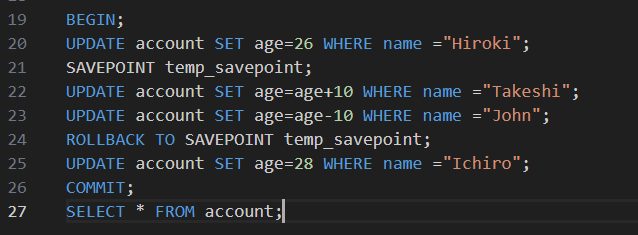 19 BEGIN;
20 UPDATE account SET age=26 WHERE name ="Hiroki";
21 SAVEPOINT temp_savepoint;
22 UPDATE account SET age=age+10 WHERE name ="Takeshi";
23 UPDATE account SET age=age-10 WHERE name ="John";
24 ROLLBACK TO SAVEPOINT temp_savepoint;
25 UPDATE account SET age=28 WHERE name ="Ichiro";
26 COMMIT;
27 SELECT * FROM account;